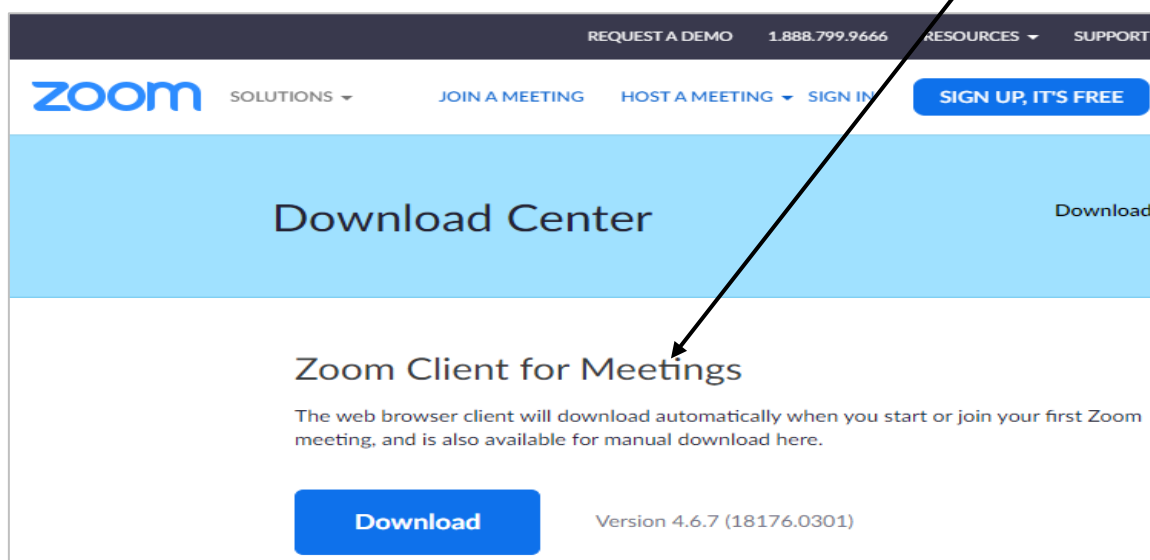 REQUEST A DEMO 1.888.799.9666 RESOURCES SUPPORT
zoom SOLUTIONS JOIN A MEETING HOST A MEETING SIGN IN SIGN UP, IT'S FREE
Download Center Download
Zoom Client for Meetings
The web browser client will download automatically when you start or join your first Zoom
meeting, and is also available for manual download here.
Download Version 4.6.7 (18176.0301)